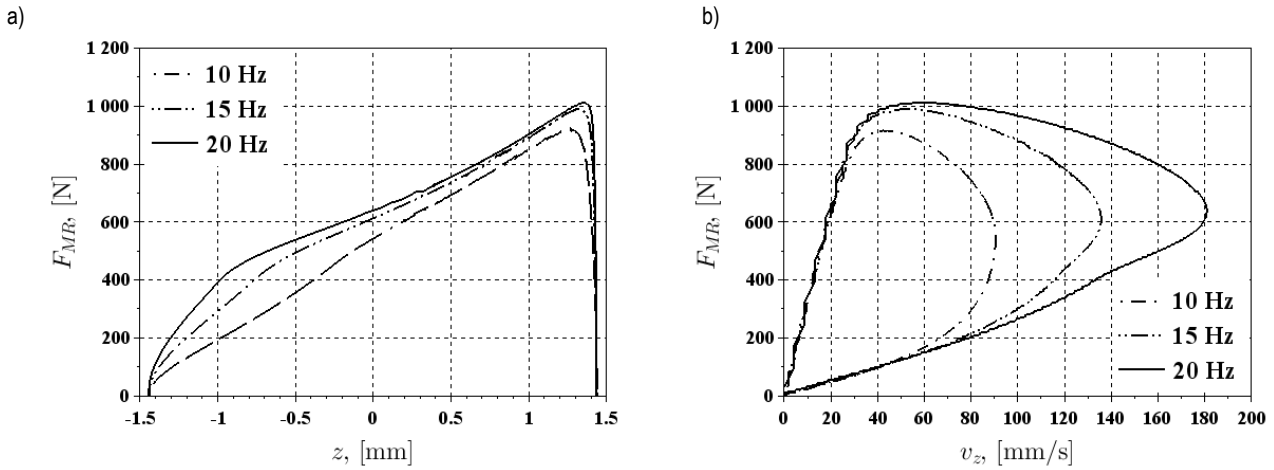 a)
1 200
1 000
800
600
400
200
0
F_MR, [N]
10 Hz
15 Hz
20 Hz
-1.5 -1 -0.5 0 0.5 1 1.5
z, [mm]
b)
1 200
1 000
800
600
400
200
0
F_MR, [N]
10 Hz
15 Hz
20 Hz
0 20 40 60 80 100 120 140 160 180 200
v_z, [mm/s]